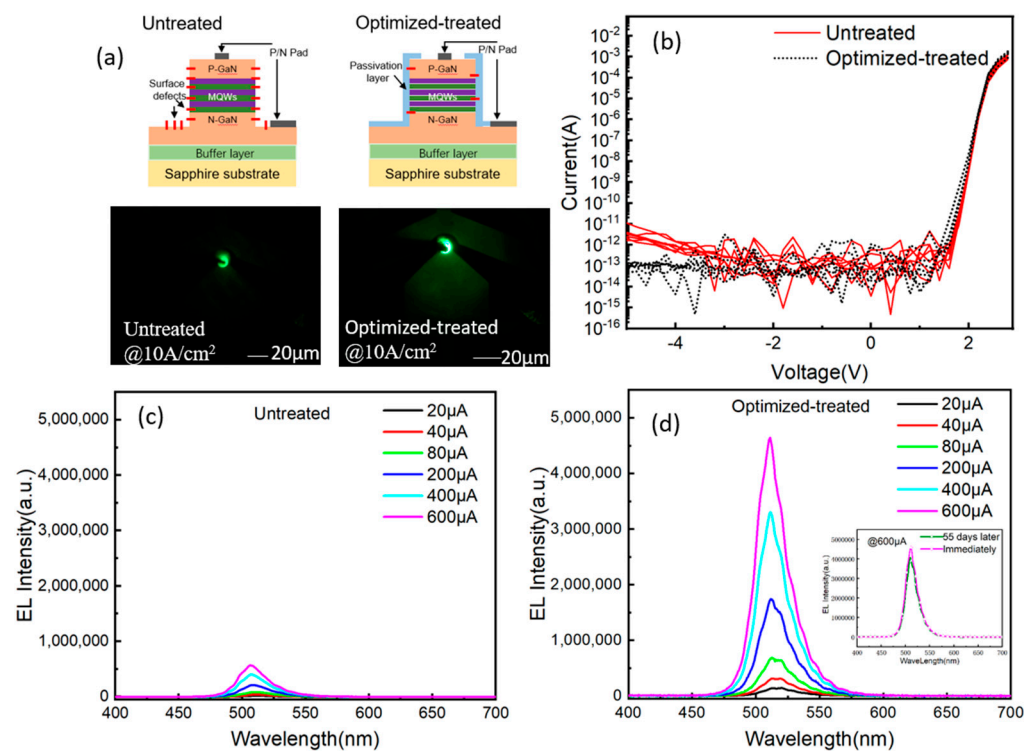 (a)
Untreated
P/N Pad
P-GaN
Surface
defects
MQWs
N-GaN
Buffer layer
Sapphire substrate
Optimized-treated
P/N Pad
Passivation
layer
P-GaN
MQWs
N-GaN
Buffer layer
Sapphire substrate
Untreated
@10A/cm²
20μm
Optimized-treated
@10A/cm²
20μm
(b)
Untreated
Optimized-treated
Current(A)
10⁻²
10⁻³
10⁻⁴
10⁻⁵
10⁻⁶
10⁻⁷
10⁻⁸
10⁻⁹
10⁻¹⁰
10⁻¹¹
10⁻¹²
10⁻¹³
10⁻¹⁴
10⁻¹⁵
10⁻¹⁶
-4 -2 0 2
Voltage(V)
(c)
Untreated
20μA
40μA
80μA
200μA
400μA
600μA
EL Intensity(a.u.)
5,000,000
4,000,000
3,000,000
2,000,000
1,000,000
0
400 450 500 550 600 650 700
Wavelength(nm)
(d)
Optimized-treated
20μA
40μA
80μA
200μA
400μA
600μA
EL Intensity(a.u.)
5,000,000
4,000,000
3,000,000
2,000,000
1,000,000
0
400 450 500 550 600 650 700
Wavelength(nm)
@600μA
55 days later
Immediately
EL Intensity(a.u.)
5000000
4000000
3000000
2000000
1000000
0
400 450 500 550 600 650 700
WaveLength(nm)